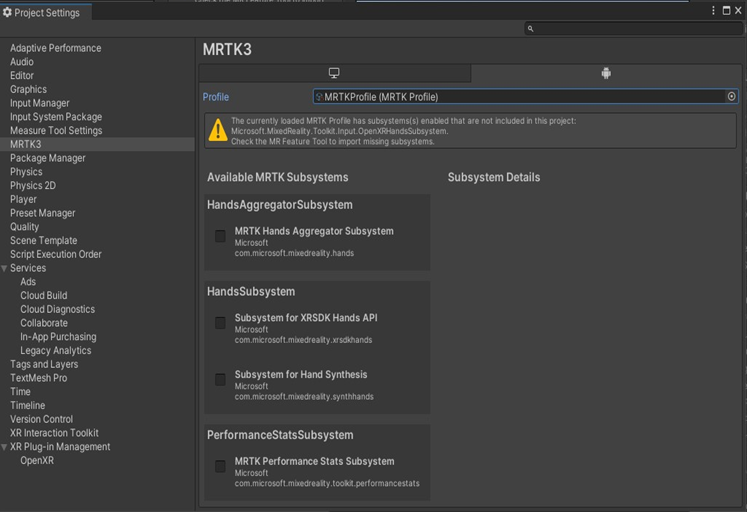 Project Settings
Adaptive Performance
Audio
Editor
Graphics
Input Manager
Input System Package
Measure Tool Settings
MRTK3
Package Manager
Physics
Physics 2D
Player
Preset Manager
Quality
Scene Template
Script Execution Order
Services
Ads
Cloud Build
Cloud Diagnostics
Collaborate
In-App Purchasing
Legacy Analytics
Tags and Layers
TextMesh Pro
Time
Timeline
Version Control
XR Interaction Toolkit
XR Plug-in Management
OpenXR
MRTK3
Profile
MRTKProfile (MRTK Profile)
The currently loaded MRTK Profile has subsystems(s) enabled that are not included in this project:
Microsoft.MixedReality.Toolkit.Input.OpenXRHandsSubsystem.
Check the MR Feature Tool to import missing subsystems.
Available MRTK Subsystems
Subsystem Details
HandsAggregatorSubsystem
MRTK Hands Aggregator Subsystem
Microsoft
com.microsoft.mixedreality.hands
HandsSubsystem
Subsystem for XRSDK Hands API
Microsoft
com.microsoft.mixedreality.xrsdkhands
Subsystem for Hand Synthesis
Microsoft
com.microsoft.mixedreality.synthhands
PerformanceStatsSubsystem
MRTK Performance Stats Subsystem
Microsoft
com.microsoft.mixedreality.toolkit.performancestats